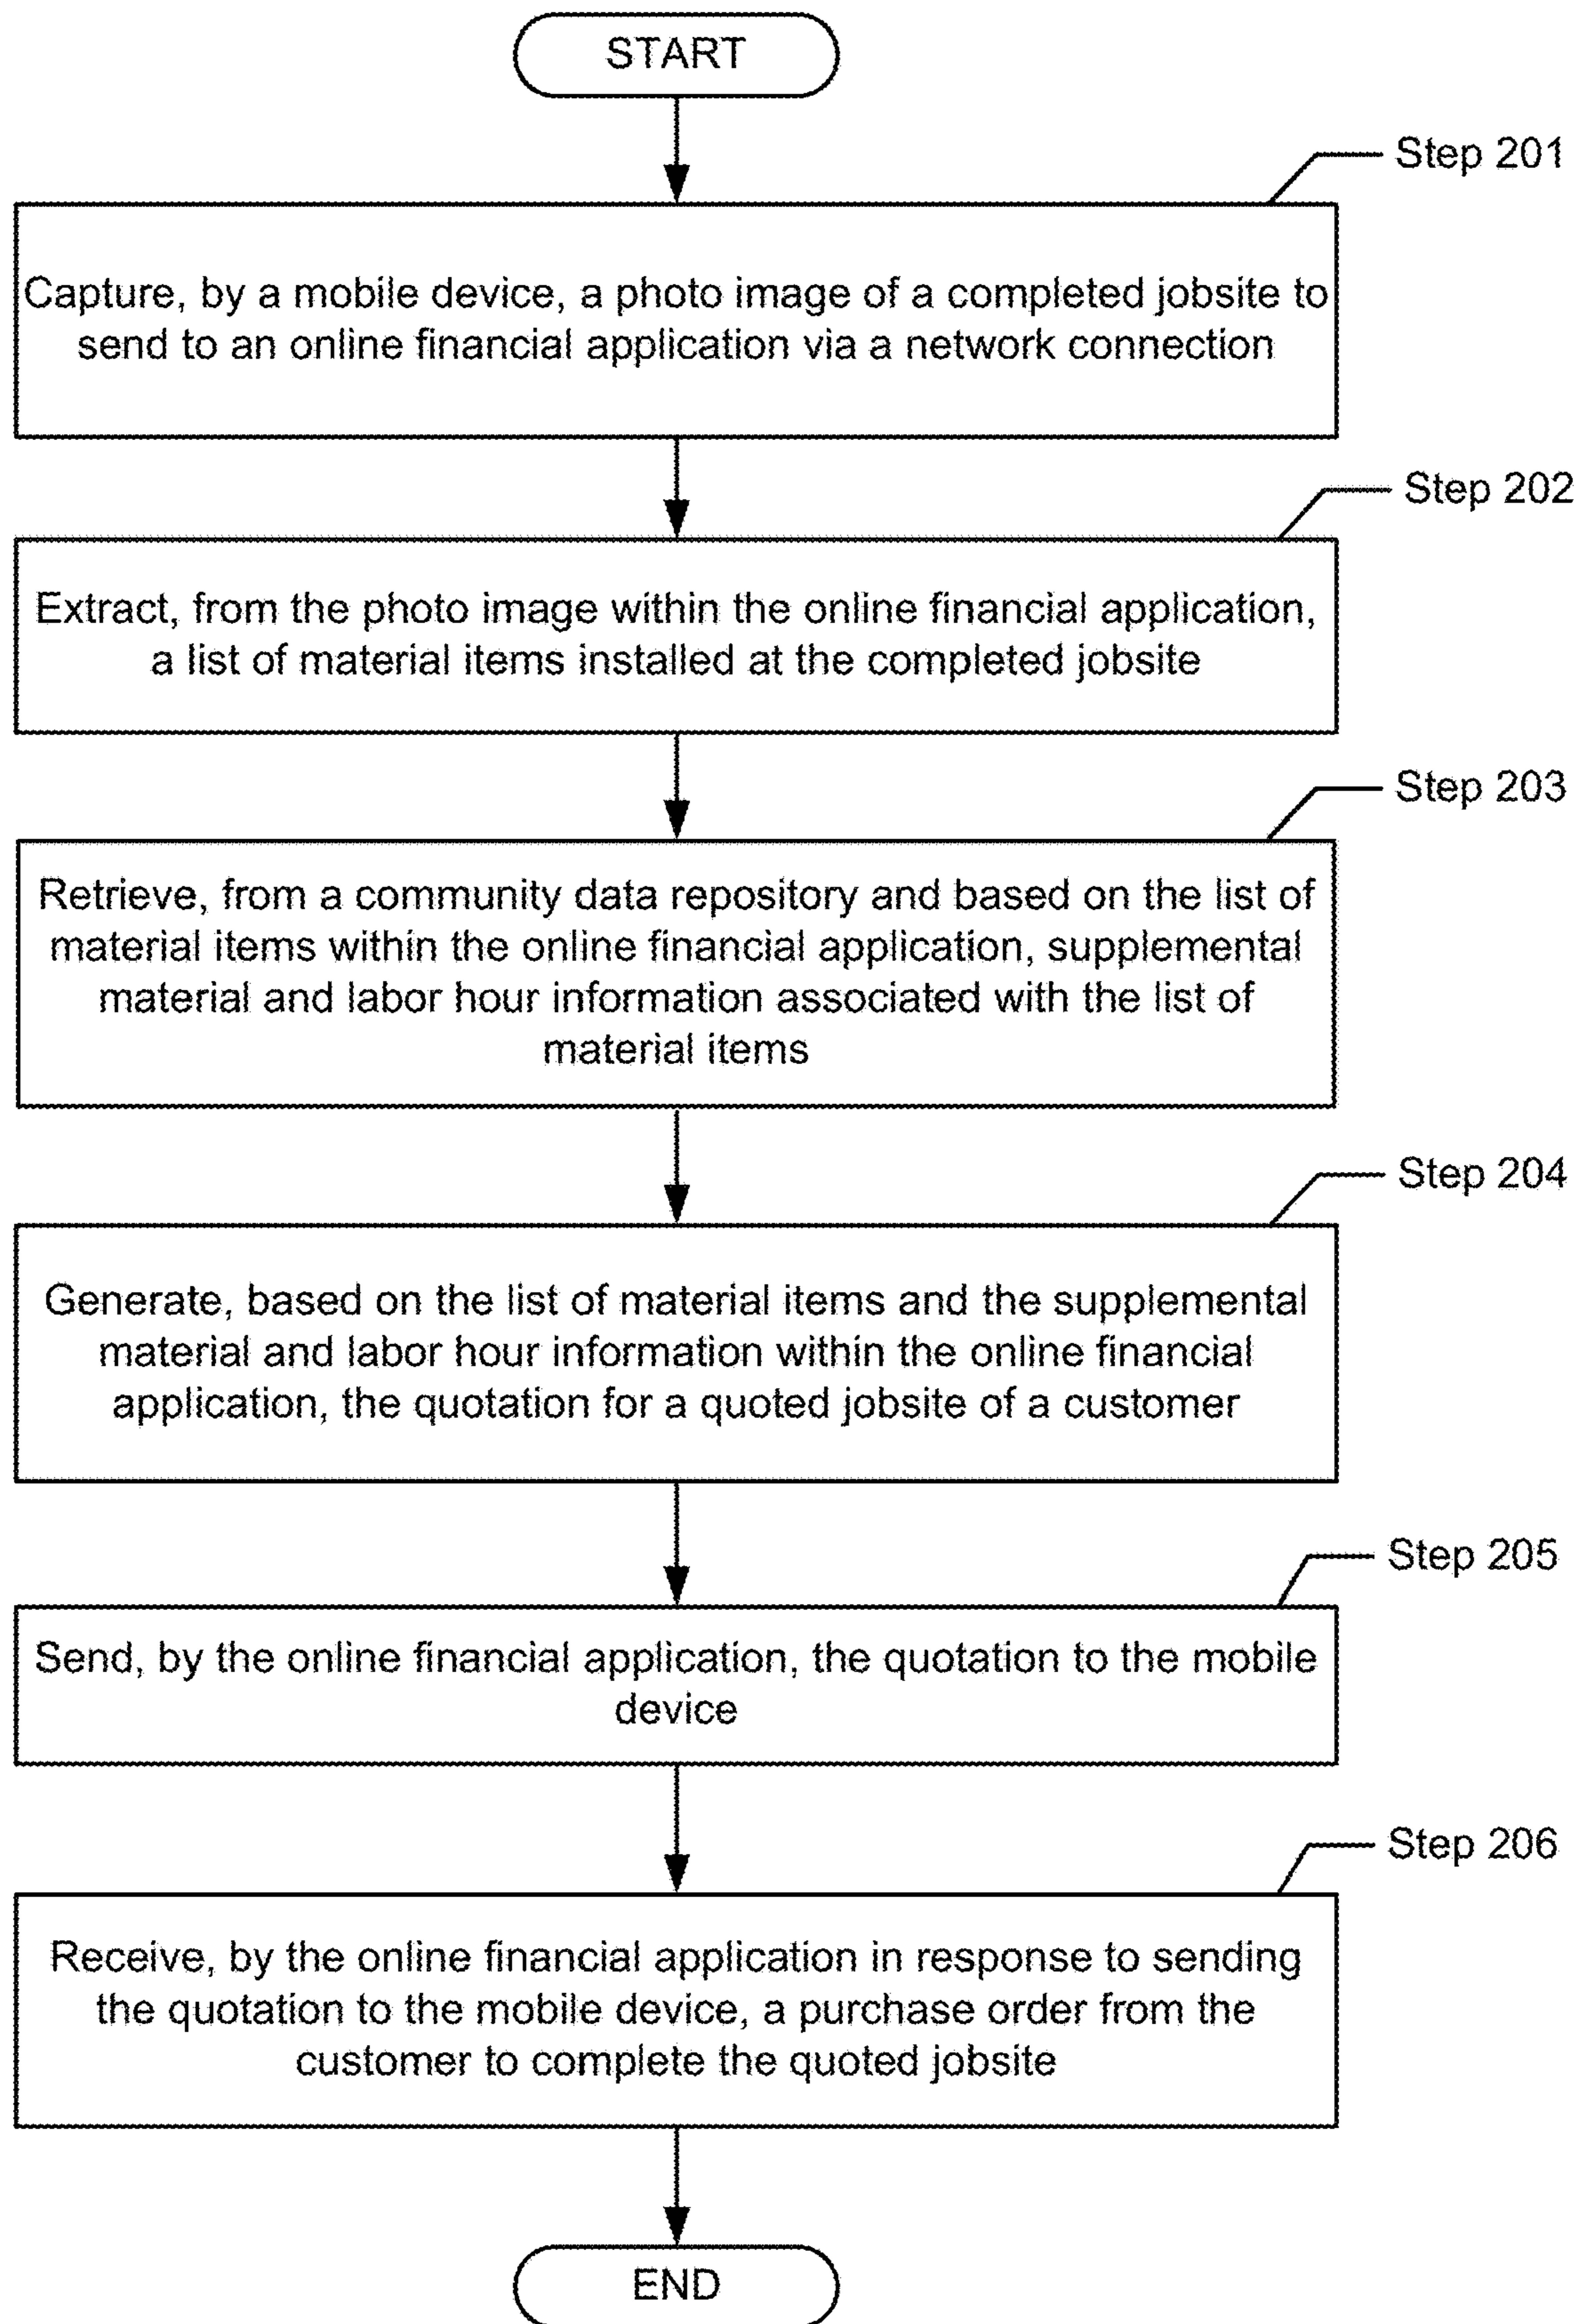 START
Step 201
Capture, by a mobile device, a photo image of a completed jobsite to
send to an online financial application via a network connection
Step 202
Extract, from the photo image within the online financial application,
a list of material items installed at the completed jobsite
Step 203
Retrieve, from a community data repository and based on the list of
material items within the online financial application, supplemental
material and labor hour information associated with the list of
material items
Step 204
Generate, based on the list of material items and the supplemental
material and labor hour information within the online financial
application, the quotation for a quoted jobsite of a customer
Step 205
Send, by the online financial application, the quotation to the mobile
device
Step 206
Receive, by the online financial application in response to sending
the quotation to the mobile device, a purchase order from the
customer to complete the quoted jobsite
END